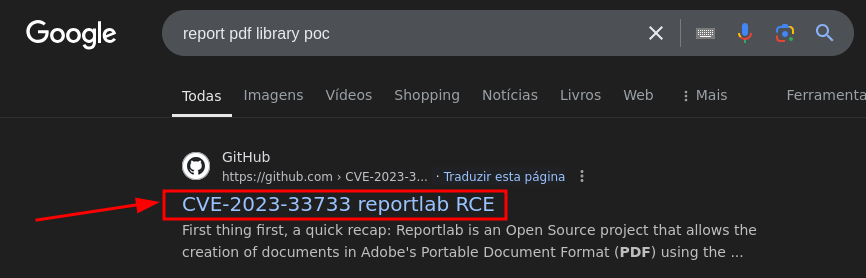 Google
report pdf library poc
Todas Imagens Vídeos Shopping Notícias Livros Web Mais Ferramenta
GitHub
https://github.com › CVE-2023-3... · Traduzir esta página
CVE-2023-33733 reportlab RCE
First thing first, a quick recap: Reportlab is an Open Source project that allows the
creation of documents in Adobe's Portable Document Format (PDF) using the ...